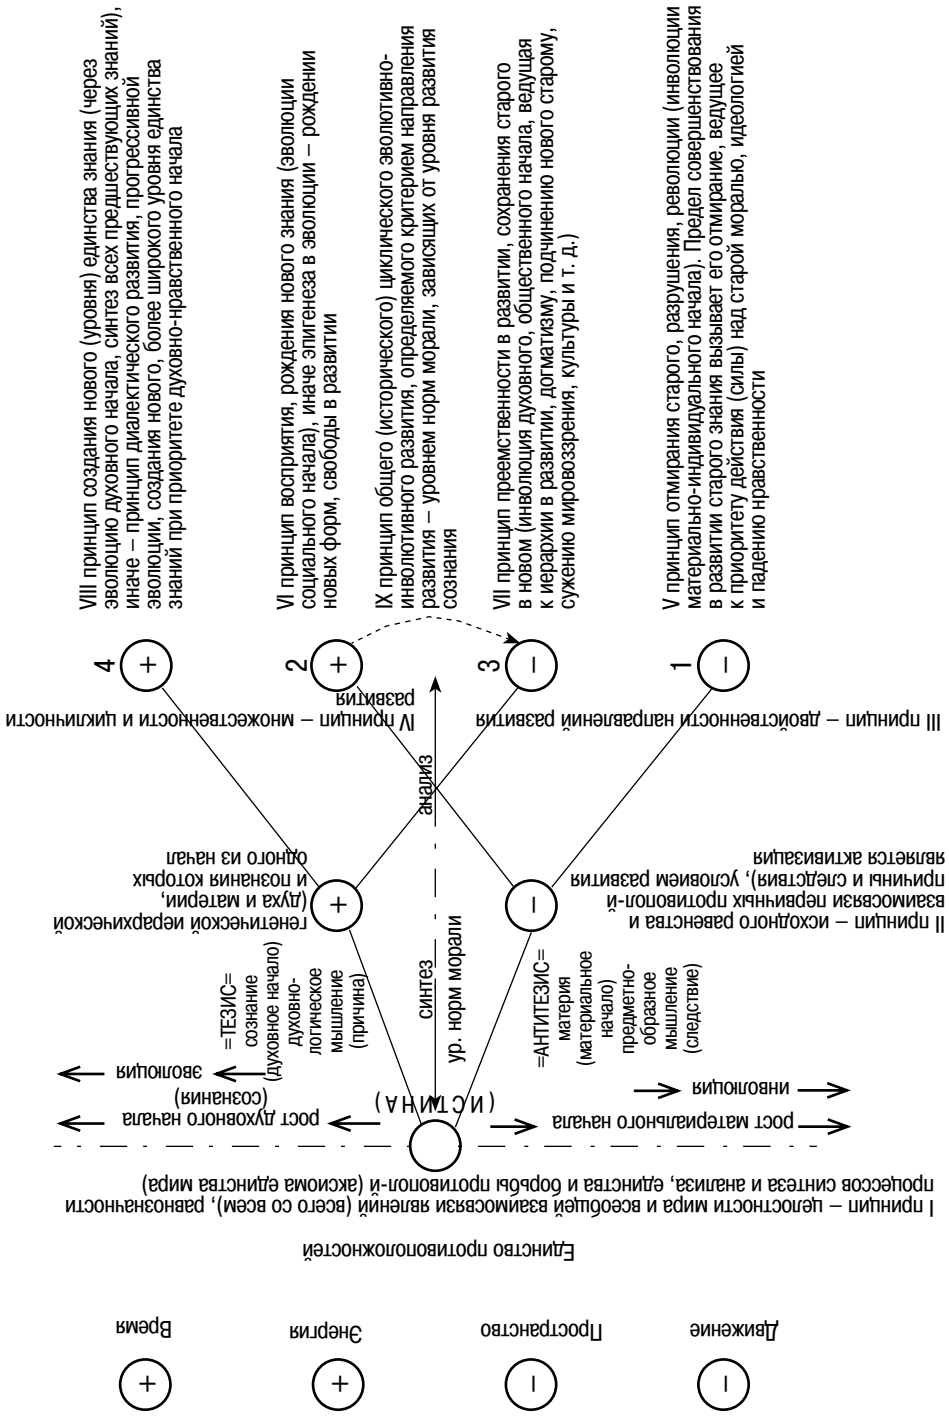 VIII принцип создания нового (уровня) единства знания (через
эволюцию духовного начала, синтез всех предшествующих знаний),
иначе – принцип диалектического развития, прогрессивной
эволюции, создания нового, более широкого уровня единства
знаний при приоритете духовно-нравственного начала
VI принцип восприятия, рождения нового знания (эволюции
социального начала), иначе эпигенеза в эволюции – рождении
новых форм, свободы в развитии
IX принцип общего (исторического) циклического эволютивно-
инволютивного развития, определяемого критерием направления
развития – уровнем норм морали, зависящих от уровня развития
сознания
VII принцип преемственности в развитии, сохранения старого
в новом (инволюция духовного, общественного начала, ведущая
к иерархии в развитии, догматизму, подчинению нового старому,
сужению мировоззрения, культуры и т. д.)
V принцип отмирания старого, разрушения, революции (инволюции
материально-индивидуального начала). Предел совершенствования
в развитии старого знания вызывает его отмирание, ведущее
к приоритету действия (силы) над старой моралью, идеологией
и падению нравственности
4
+
2
+
3
–
1
–
IV принцип – множественности и цикличности
развития
III принцип – двойственности направлений развития
анализ
синтез
ур. норм морали
+
–
генетической иерархической
(духа и материи,
и познания которых
одного из начал
II принцип – исходного равенства и
взаимосвязи первичных противопол-й
причины и следствия), условием развития
является активизация
=ТЕЗИС=
сознание
(духовное начало)
духовно-
логическое
мышление
(причина)
=АНТИТЕЗИС=
материя
(материальное
начало)
предметно-
образное
мышление
(следствие)
эволюция
рост духовного начала
(сознания)
(ИСТИНА)
инволюция
рост материального начала
I принцип – целостности мира и всеобщей взаимосвязи явлений (всего со всем), равнозначности
процессов синтеза и анализа, единства и борьбы противопол-й (аксиома единства мира)
Единство противоположностей
Время
+
Энергия
+
Пространство
–
Движение
–